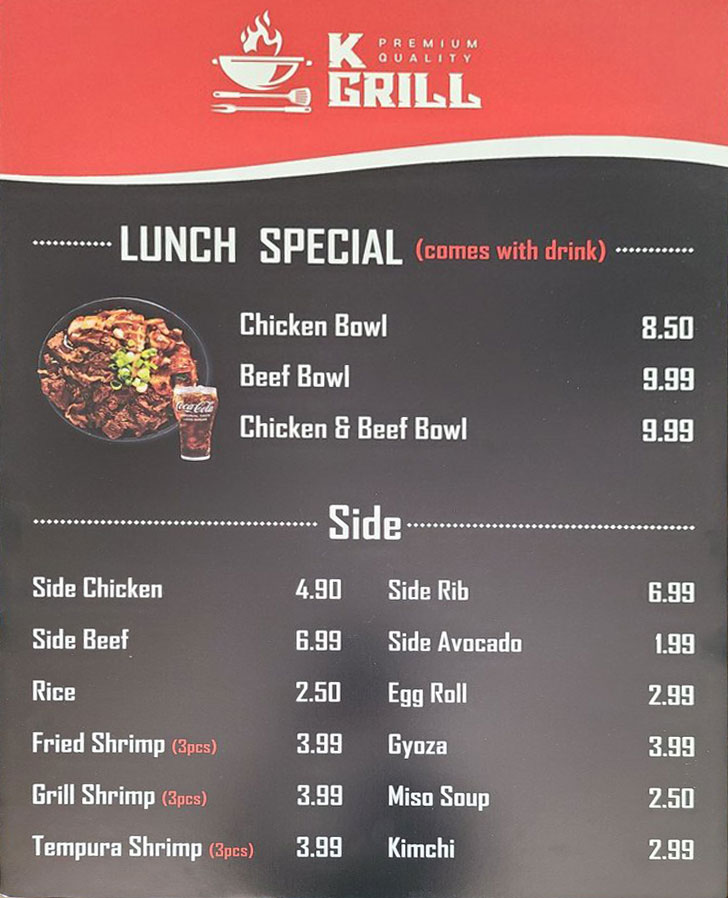 K PREMIUM QUALITY
GRILL
LUNCH SPECIAL (comes with drink)
Chicken Bowl 8.50
Beef Bowl 9.99
Chicken & Beef Bowl 9.99
Coca-Cola
Side
Side Chicken 4.90 Side Rib 6.99
Side Beef 6.99 Side Avocado 1.99
Rice 2.50 Egg Roll 2.99
Fried Shrimp (3pcs) 3.99 Gyoza 3.99
Grill Shrimp (3pcs) 3.99 Miso Soup 2.50
Tempura Shrimp (3pcs) 3.99 Kimchi 2.99